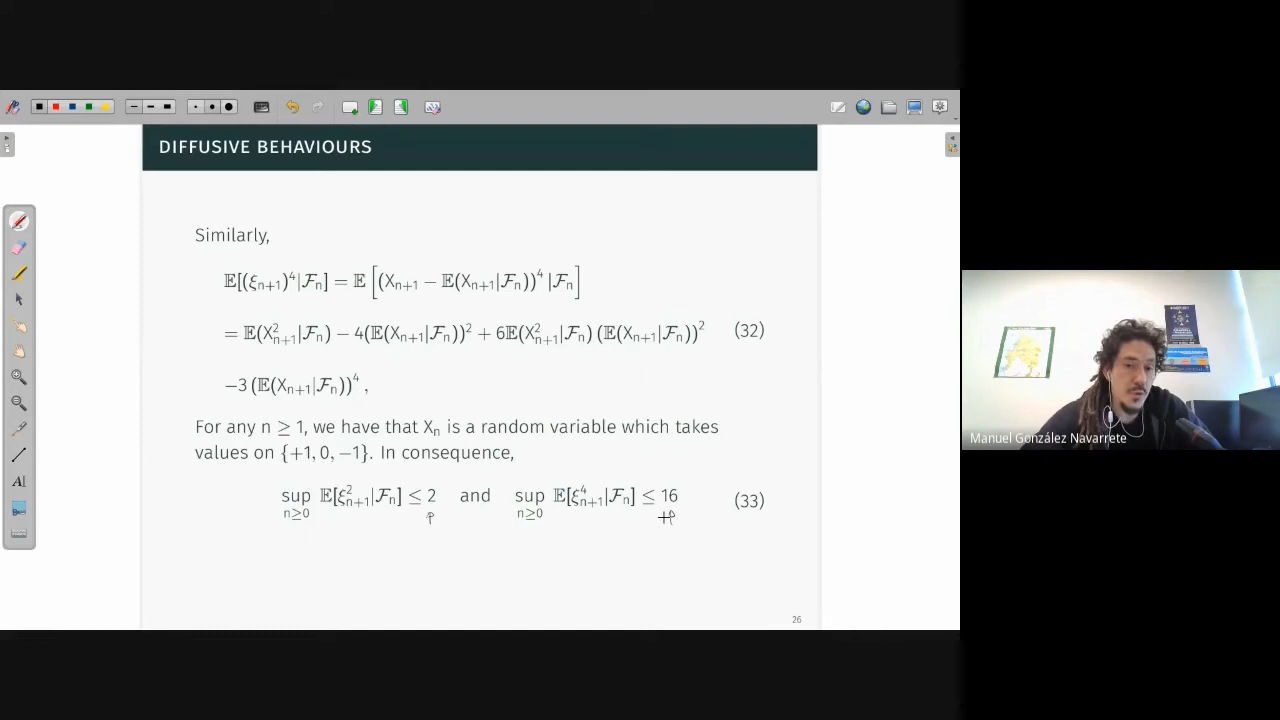 DIFFUSIVE BEHAVIOURS
Similarly,
𝔼[(ξₙ₊₁)⁴|ℱₙ] = 𝔼 [(Xₙ₊₁ − 𝔼(Xₙ₊₁|ℱₙ))⁴ |ℱₙ]
= 𝔼(X²ₙ₊₁|ℱₙ) − 4(𝔼(Xₙ₊₁|ℱₙ))² + 6𝔼(X²ₙ₊₁|ℱₙ) (𝔼(Xₙ₊₁|ℱₙ))² (32)
−3 (𝔼(Xₙ₊₁|ℱₙ))⁴ ,
For any n ≥ 1, we have that Xₙ is a random variable which takes
values on {+1, 0, −1}. In consequence,
sup n≥0 𝔼[ξ²ₙ₊₁|ℱₙ] ≤ 2 and sup n≥0 𝔼[ξ⁴ₙ₊₁|ℱₙ] ≤ 16 (33)
26
Manuel González Navarrete